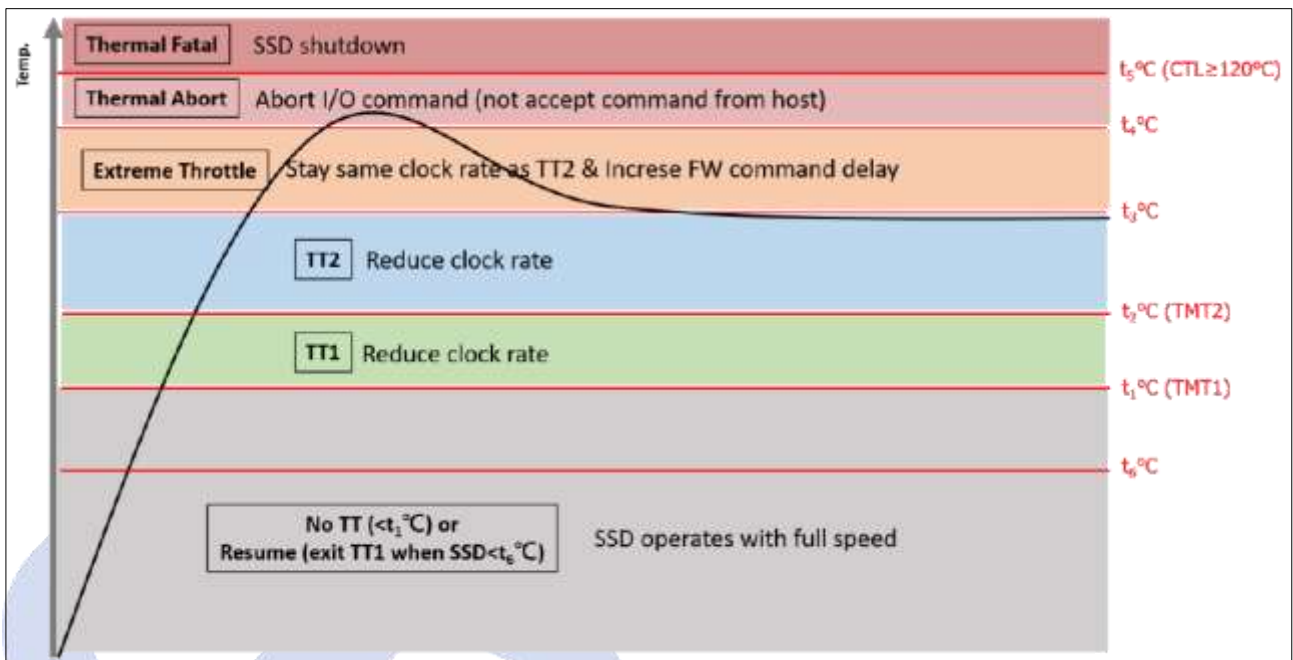 Temp.
Thermal Fatal SSD shutdown
t₅°C (CTL≥120°C)
Thermal Abort Abort I/O command (not accept command from host)
t₄°C
Extreme Throttle Stay same clock rate as TT2 & Increse FW command delay
t₃°C
TT2 Reduce clock rate
t₂°C (TMT2)
TT1 Reduce clock rate
t₁°C (TMT1)
t₆°C
No TT (<t₁℃) or
Resume (exit TT1 when SSD<t₆℃)
SSD operates with full speed